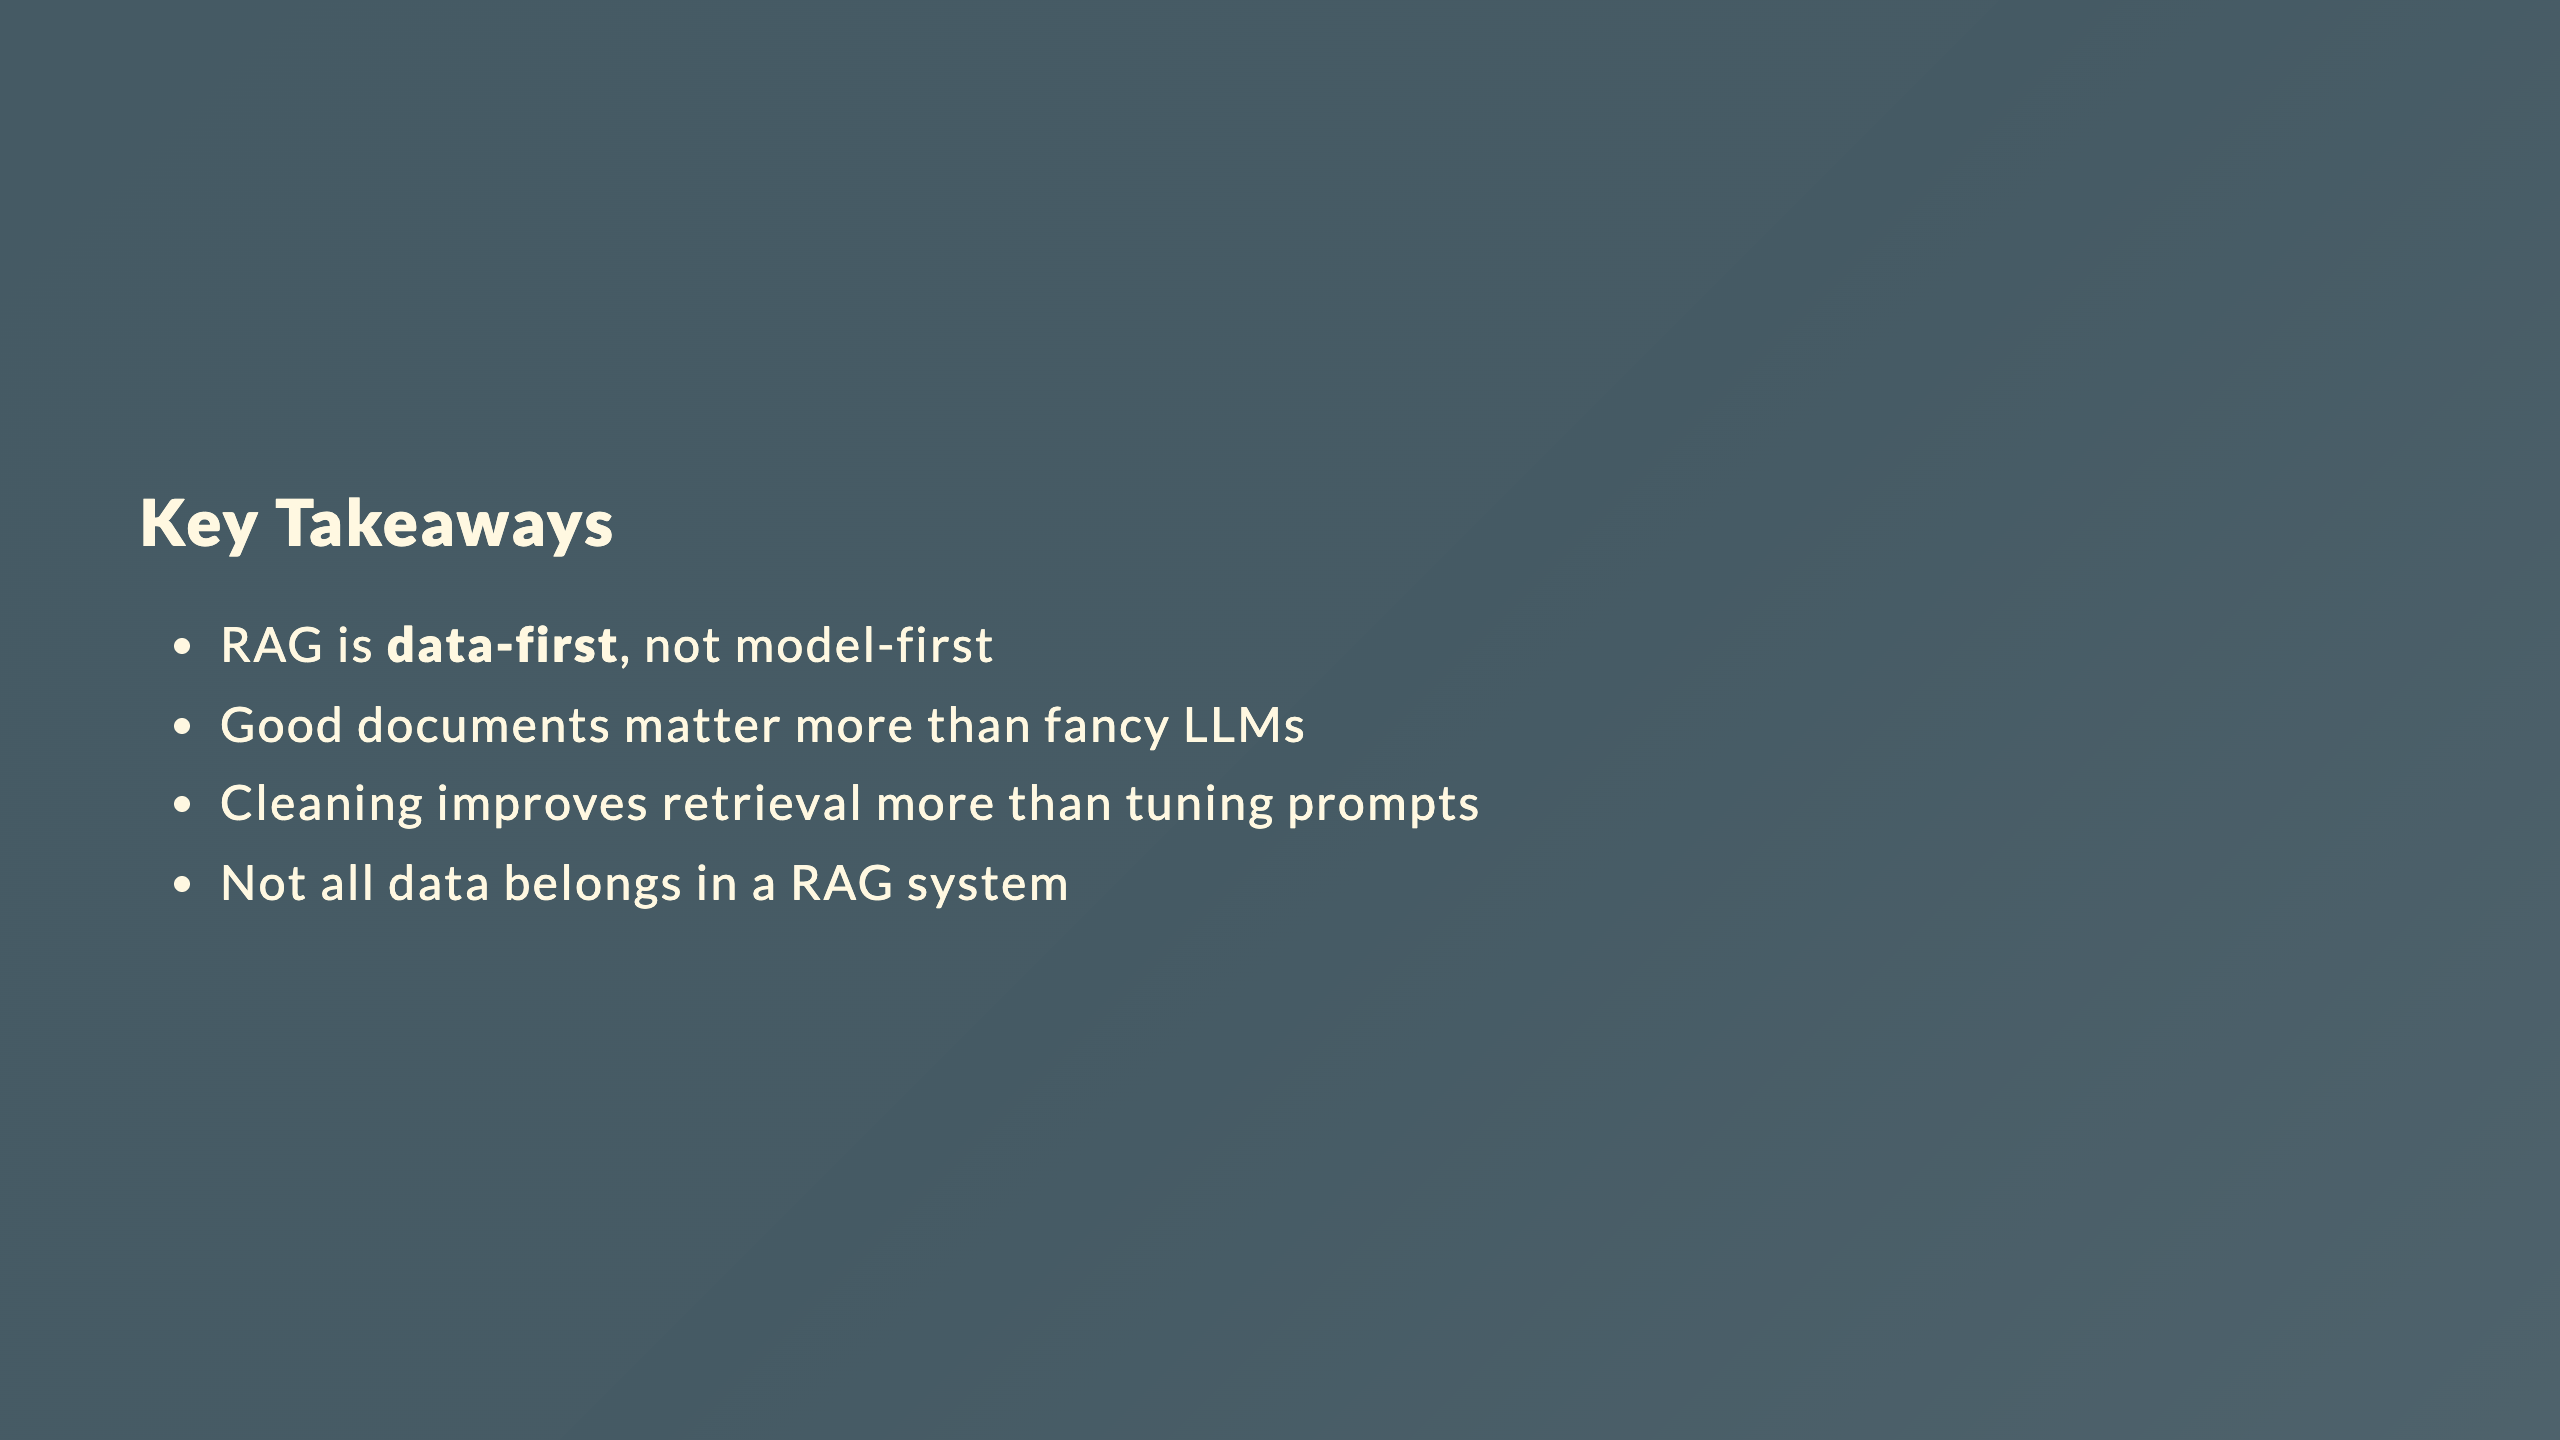 Key Takeaways
RAG is data-first, not model-first
Good documents matter more than fancy LLMs
Cleaning improves retrieval more than tuning prompts
Not all data belongs in a RAG system